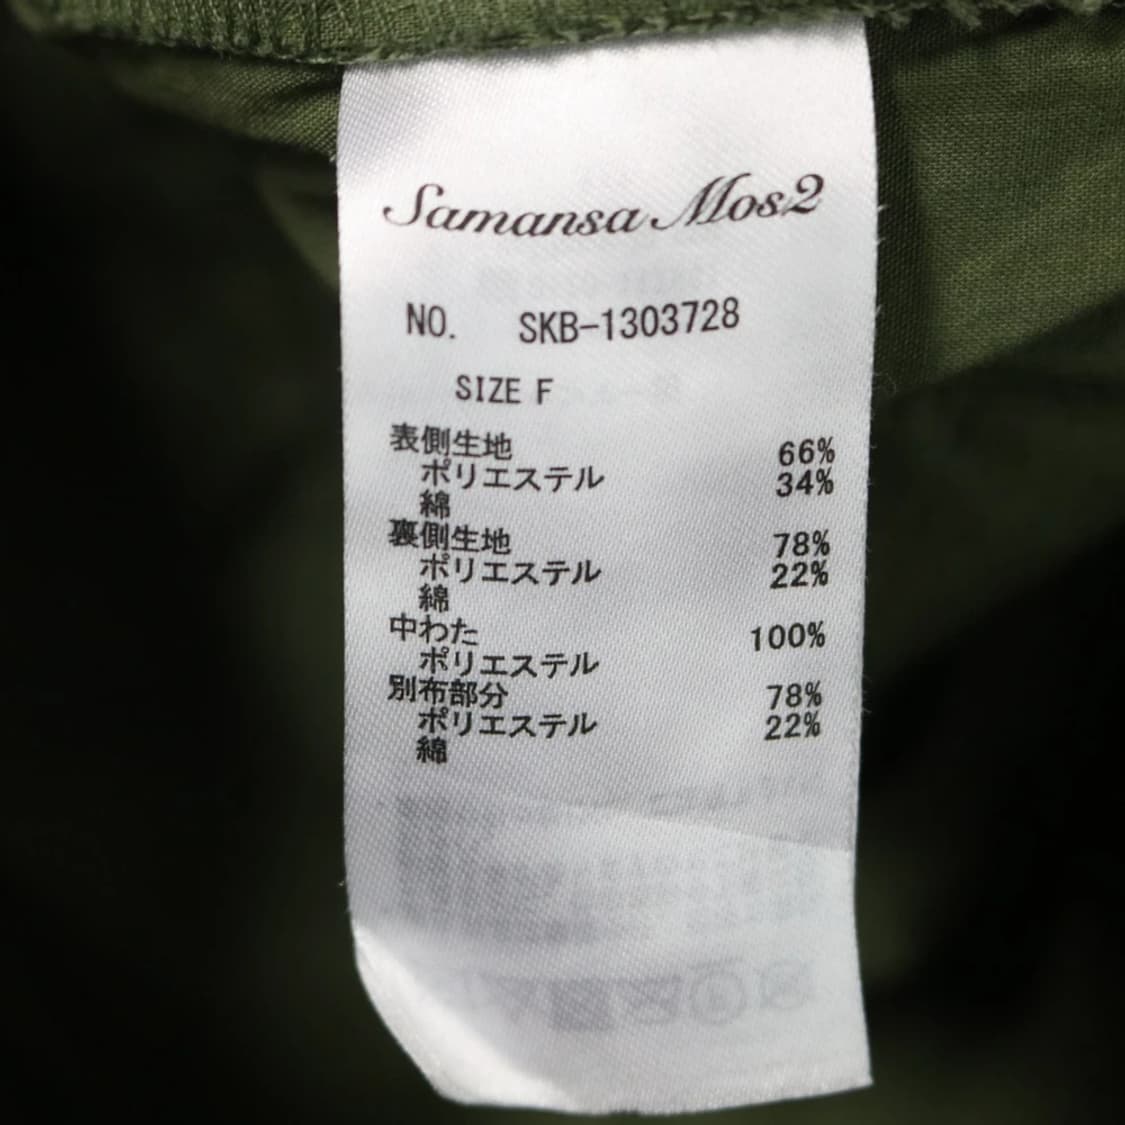 Samansa Mos2
NO. SKB-1303728
SIZE F
表側生地
ポリエステル 66%
綿 34%
裏側生地
ポリエステル 78%
綿 22%
中わた
ポリエステル 100%
別布部分
ポリエステル 78%
綿 22%